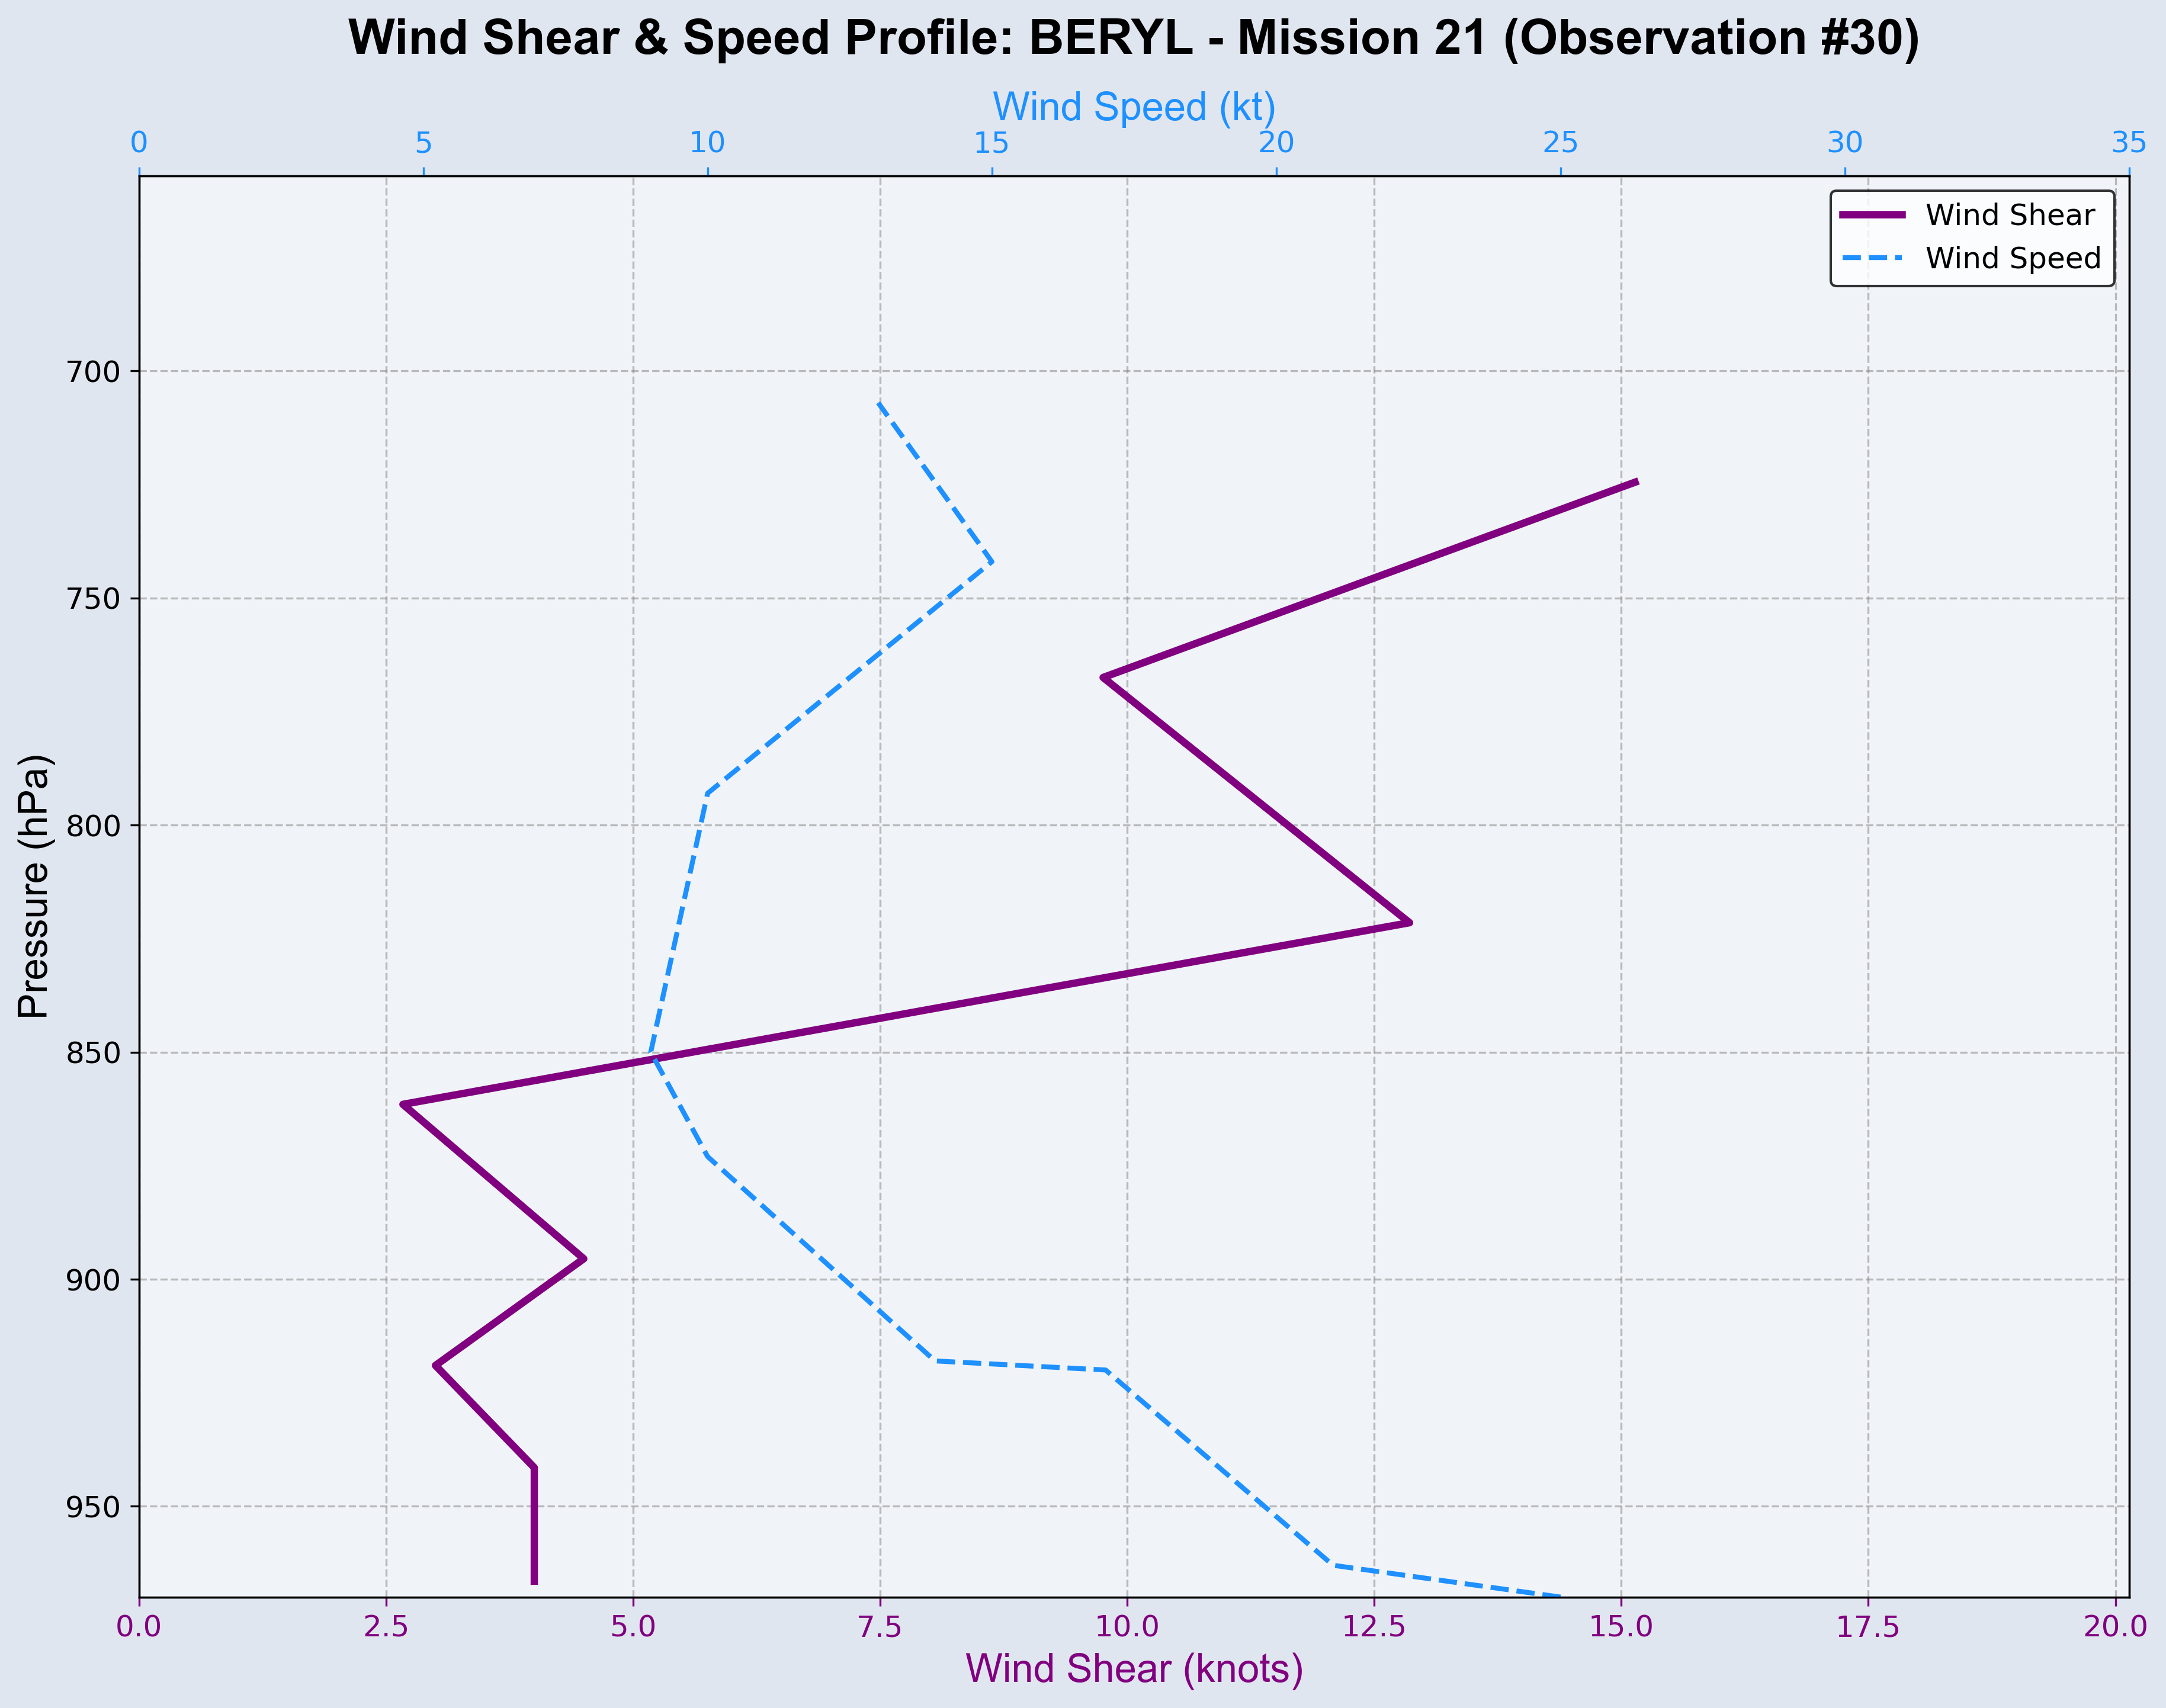 Wind Shear & Speed Profile: BERYL - Mission 21 (Observation #30)
Wind Speed (kt)
0 5 10 15 20 25 30 35
Wind Shear
Wind Speed
700
750
800
850
900
950
Pressure (hPa)
0.0 2.5 5.0 7.5 10.0 12.5 15.0 17.5 20.0
Wind Shear (knots)